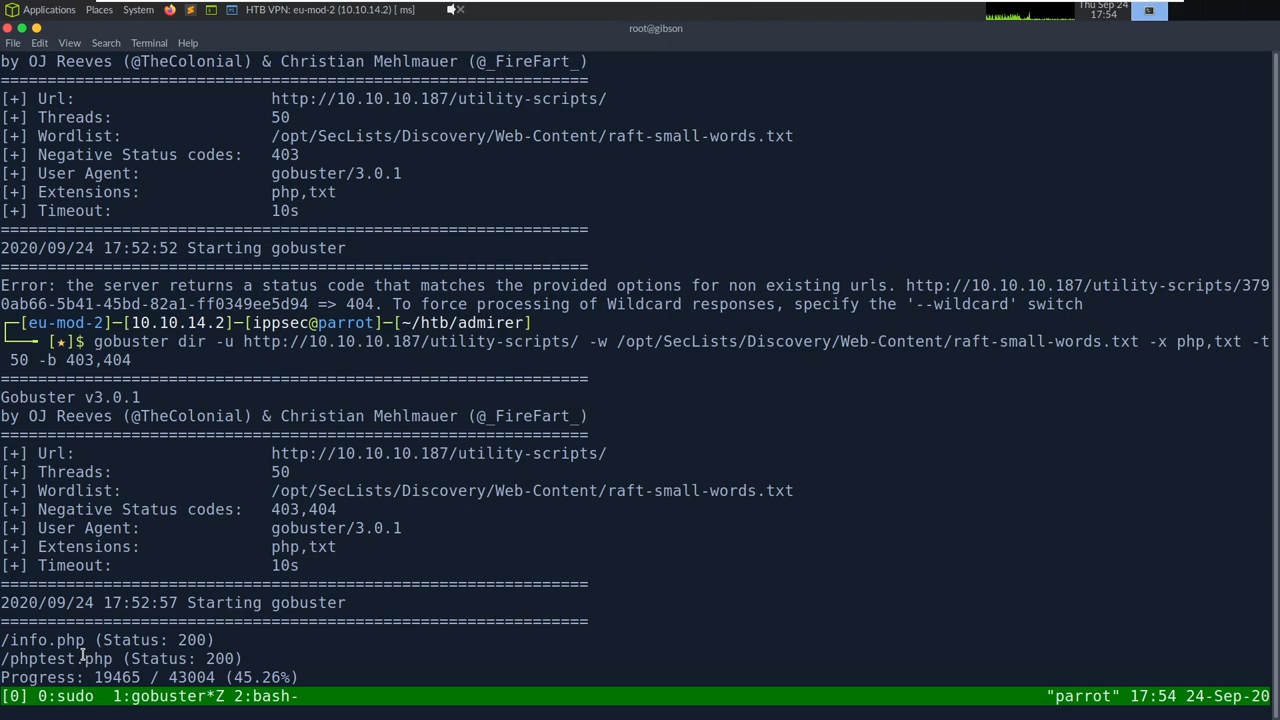 Applications Places System HTB VPN: eu-mod-2 (10.10.14.2) [ ms]
Thu Sep 24
17:54
root@gibson
File Edit View Search Terminal Help
by OJ Reeves (@TheColonial) & Christian Mehlmauer (@_FireFart_)
===============================================================
[+] Url:            http://10.10.10.187/utility-scripts/
[+] Threads:        50
[+] Wordlist:       /opt/SecLists/Discovery/Web-Content/raft-small-words.txt
[+] Negative Status codes:   403
[+] User Agent:     gobuster/3.0.1
[+] Extensions:     php,txt
[+] Timeout:        10s
===============================================================
2020/09/24 17:52:52 Starting gobuster
===============================================================
Error: the server returns a status code that matches the provided options for non existing urls. http://10.10.10.187/utility-scripts/379
0ab66-5b41-45bd-82a1-ff0349ee5d94 => 404. To force processing of Wildcard responses, specify the '--wildcard' switch
┌─[eu-mod-2]─[10.10.14.2]─[ippsec@parrot]─[~/htb/admirer]
└──╼ [★]$ gobuster dir -u http://10.10.10.187/utility-scripts/ -w /opt/SecLists/Discovery/Web-Content/raft-small-words.txt -x php,txt -t
50 -b 403,404
===============================================================
Gobuster v3.0.1
by OJ Reeves (@TheColonial) & Christian Mehlmauer (@_FireFart_)
===============================================================
[+] Url:            http://10.10.10.187/utility-scripts/
[+] Threads:        50
[+] Wordlist:       /opt/SecLists/Discovery/Web-Content/raft-small-words.txt
[+] Negative Status codes:   403,404
[+] User Agent:     gobuster/3.0.1
[+] Extensions:     php,txt
[+] Timeout:        10s
===============================================================
2020/09/24 17:52:57 Starting gobuster
===============================================================
/info.php (Status: 200)
/phptest.php (Status: 200)
Progress: 19465 / 43004 (45.26%)
[0] 0:sudo  1:gobuster*Z 2:bash-    "parrot" 17:54 24-Sep-20